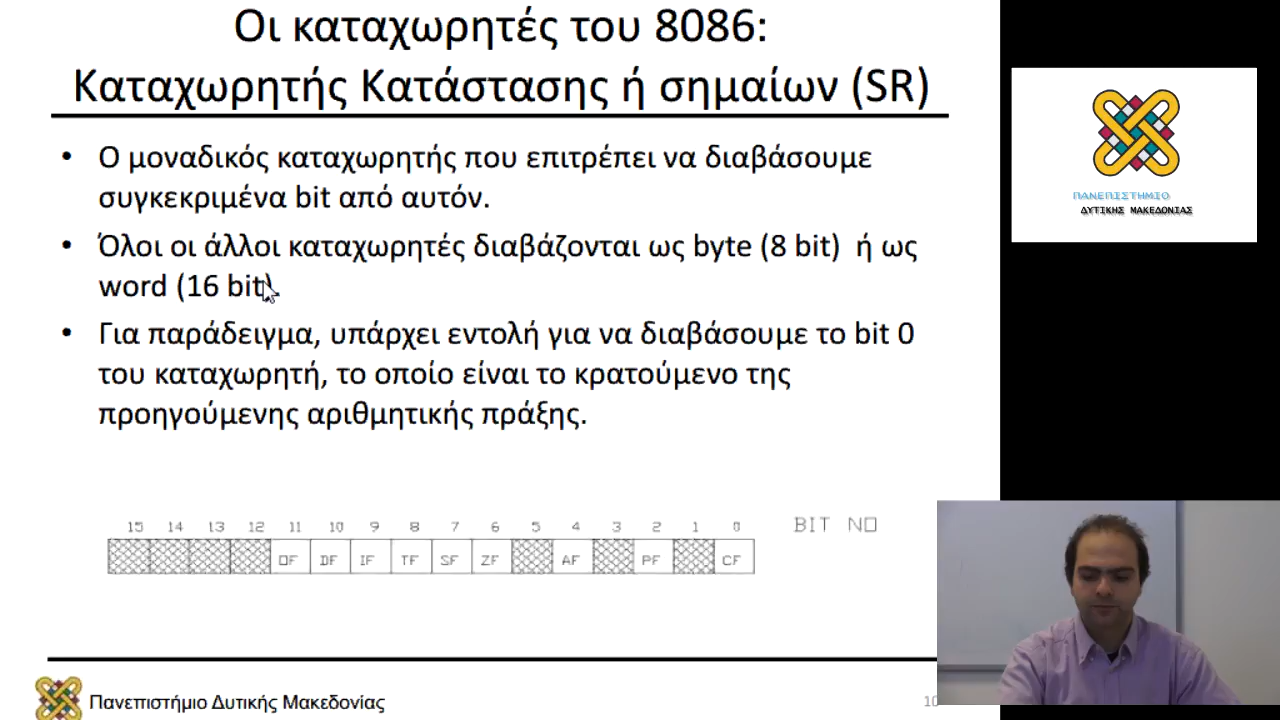 Οι καταχωρητές του 8086:
Καταχωρητής Κατάστασης ή σημαίων (SR)
• Ο μοναδικός καταχωρητής που επιτρέπει να διαβάσουμε
συγκεκριμένα bit από αυτόν.
• Όλοι οι άλλοι καταχωρητές διαβάζονται ως byte (8 bit) ή ως
word (16 bit).
• Για παράδειγμα, υπάρχει εντολή για να διαβάσουμε το bit 0
του καταχωρητή, το οποίο είναι το κρατούμενο της
προηγούμενης αριθμητικής πράξης.
15 14 13 12 11 10 9 8 7 6 5 4 3 2 1 0 BIT NO
OF DF IF TF SF ZF AF PF CF
Πανεπιστήμιο Δυτικής Μακεδονίας
10
ΠΑΝΕΠΙΣΤΗΜΙΟ
ΔΥΤΙΚΗΣ ΜΑΚΕΔΟΝΙΑΣ